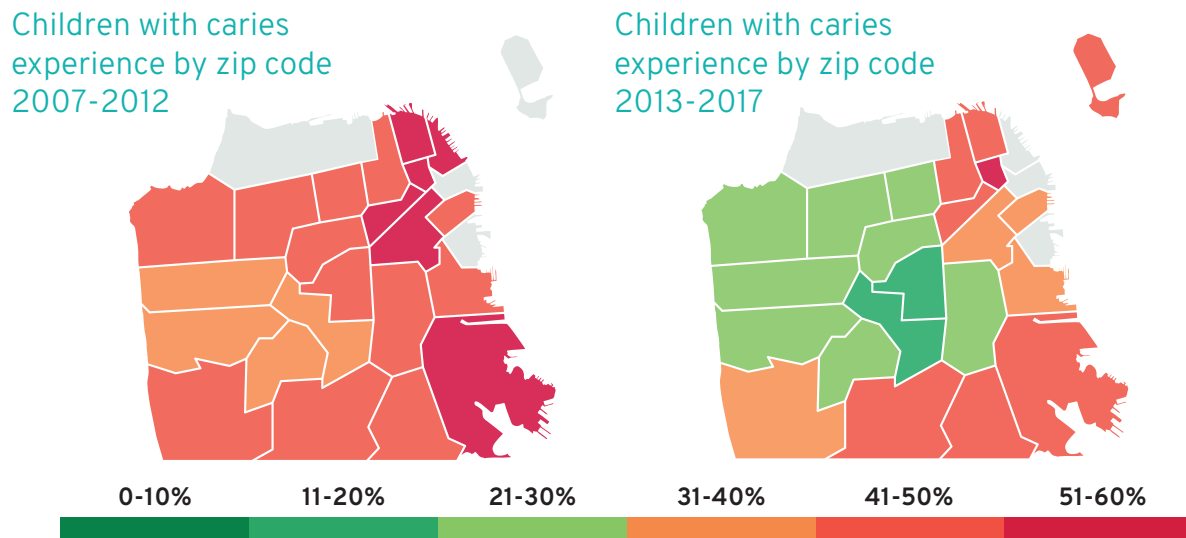 Children with caries
experience by zip code
2007-2012
Children with caries
experience by zip code
2013-2017
0-10% 11-20% 21-30% 31-40% 41-50% 51-60%